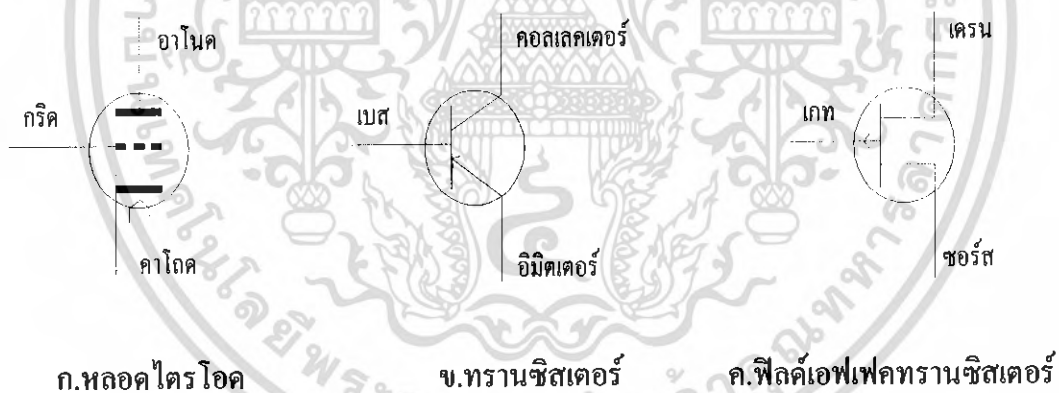 อาโนด
คอลเลคเตอร์
เดรน
กริด
เบส
เกท
คาโถด
อิมิตเตอร์
ซอร์ส
ก.หลอดไตรโอด
ข.ทรานซิสเตอร์
ค.ฟิลด์เอฟเฟคทรานซิสเตอร์